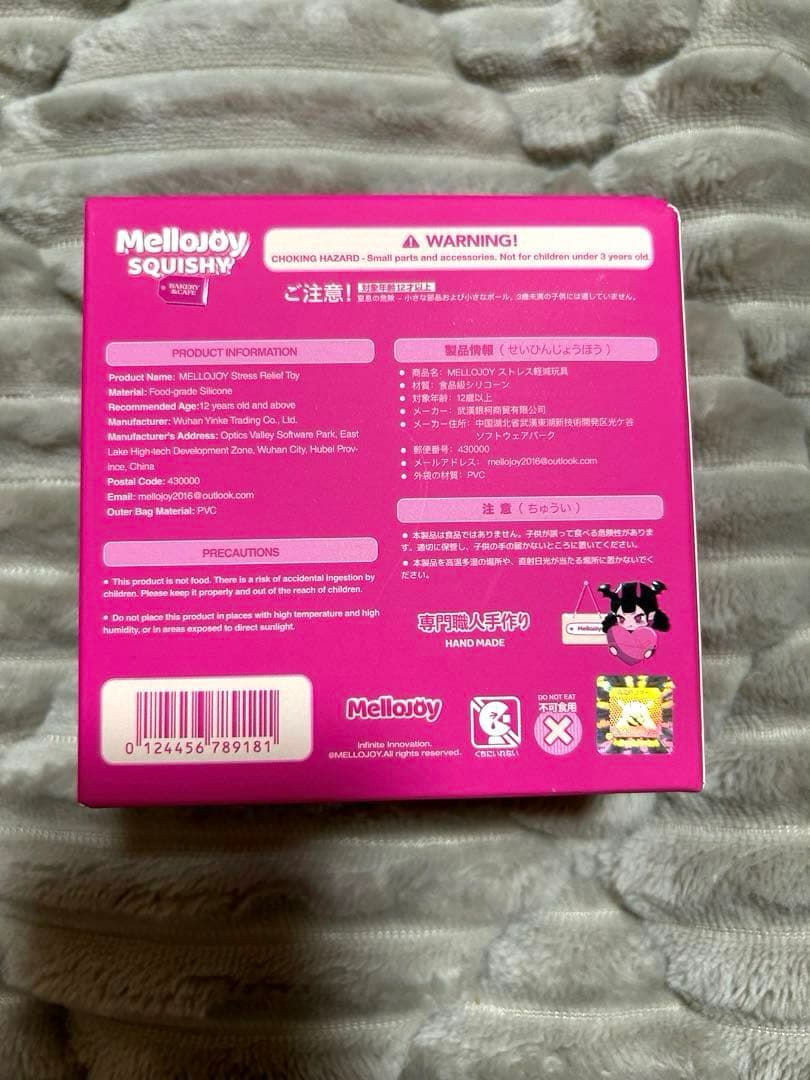 MelloJOY
SQUISHY
BAKERY
&CAFE
⚠ WARNING!
CHOKING HAZARD - Small parts and accessories. Not for children under 3 years old.
ご注意! 対象年齢12才以上
窒息の危険 – 小さな部品および小さなボール。3歳未満の子供には適していません。
PRODUCT INFORMATION
Product Name: MELLOJOY Stress Relief Toy
Material: Food-grade Silicone
Recommended Age:12 years old and above
Manufacturer: Wuhan Yinke Trading Co., Ltd.
Manufacturer's Address: Optics Valley Software Park, East
Lake High-tech Development Zone, Wuhan City, Hubei Prov-
ince, China
Postal Code: 430000
Email: mellojoy2016@outlook.com
Outer Bag Material: PVC
PRECAUTIONS
• This product is not food. There is a risk of accidental ingestion by
children. Please keep it properly and out of the reach of children.
• Do not place this product in places with high temperature and high
humidity, or in areas exposed to direct sunlight.
製品情報 ( せいひんじょうほう )
• 商品名: MELLOJOY ストレス軽減玩具
• 材質: 食品級シリコーン
• 対象年齢: 12歳以上
• メーカー: 武漢銀柯商貿有限公司
• メーカー住所: 中国湖北省武漢東湖新技術開発区光ケ谷
ソフトウェアパーク
• 郵便番号: 430000
• メールアドレス: mellojoy2016@outlook.com
• 外袋の材質: PVC
注 意 ( ちゅうい )
• 本製品は食品ではありません。子供が誤って食べる危険性がありま
す。適切に保管し、子供の手の届かないところに置いてください。
• 本製品を高温多湿の場所や、直射日光が当たる場所に置かないでく
ださい。
専門職人手作り
HAND MADE
MelloJoy
0 124456 789181
MelloJOy
Infinite Innovation.
@MELLOJOY.All rights reserved.
くちにいれない
DO NOT EAT
不可食用